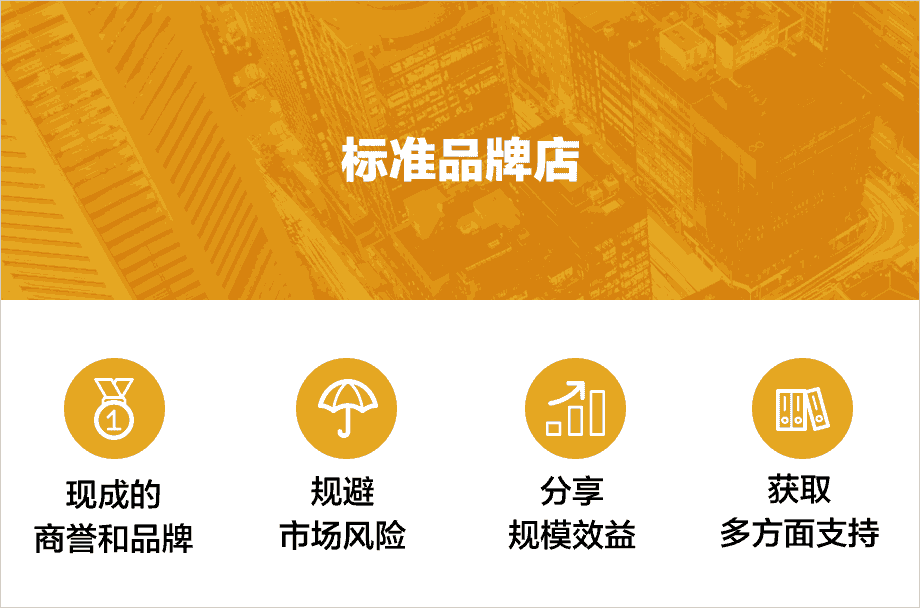 标准品牌店
1
现成的
商誉和品牌
规避
市场风险
分享
规模效益
获取
多方面支持